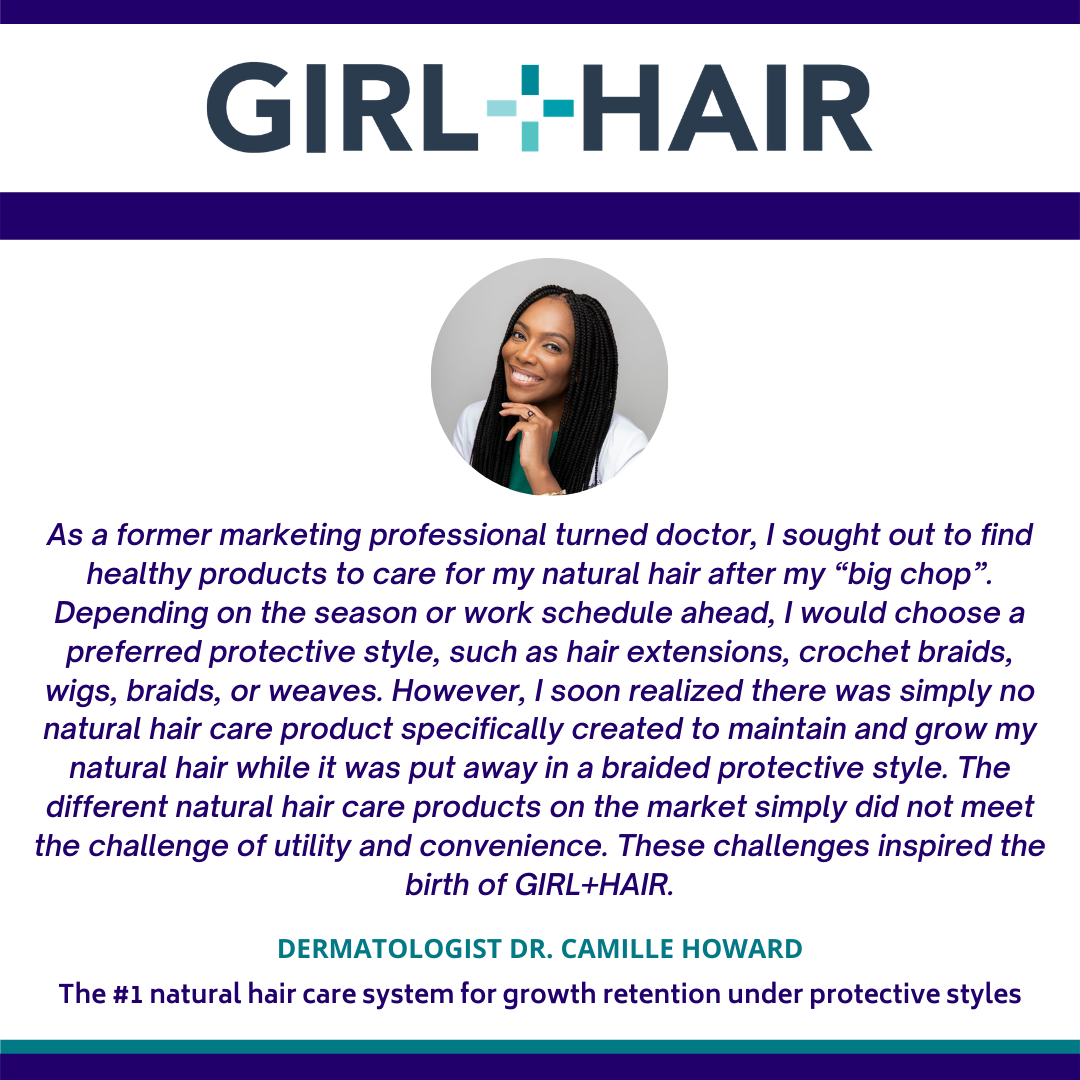 GIRL+HAIR
As a former marketing professional turned doctor, I sought out to find
healthy products to care for my natural hair after my “big chop”.
Depending on the season or work schedule ahead, I would choose a
preferred protective style, such as hair extensions, crochet braids,
wigs, braids, or weaves. However, I soon realized there was simply no
natural hair care product specifically created to maintain and grow my
natural hair while it was put away in a braided protective style. The
different natural hair care products on the market simply did not meet
the challenge of utility and convenience. These challenges inspired the
birth of GIRL+HAIR.
DERMATOLOGIST DR. CAMILLE HOWARD
The #1 natural hair care system for growth retention under protective styles